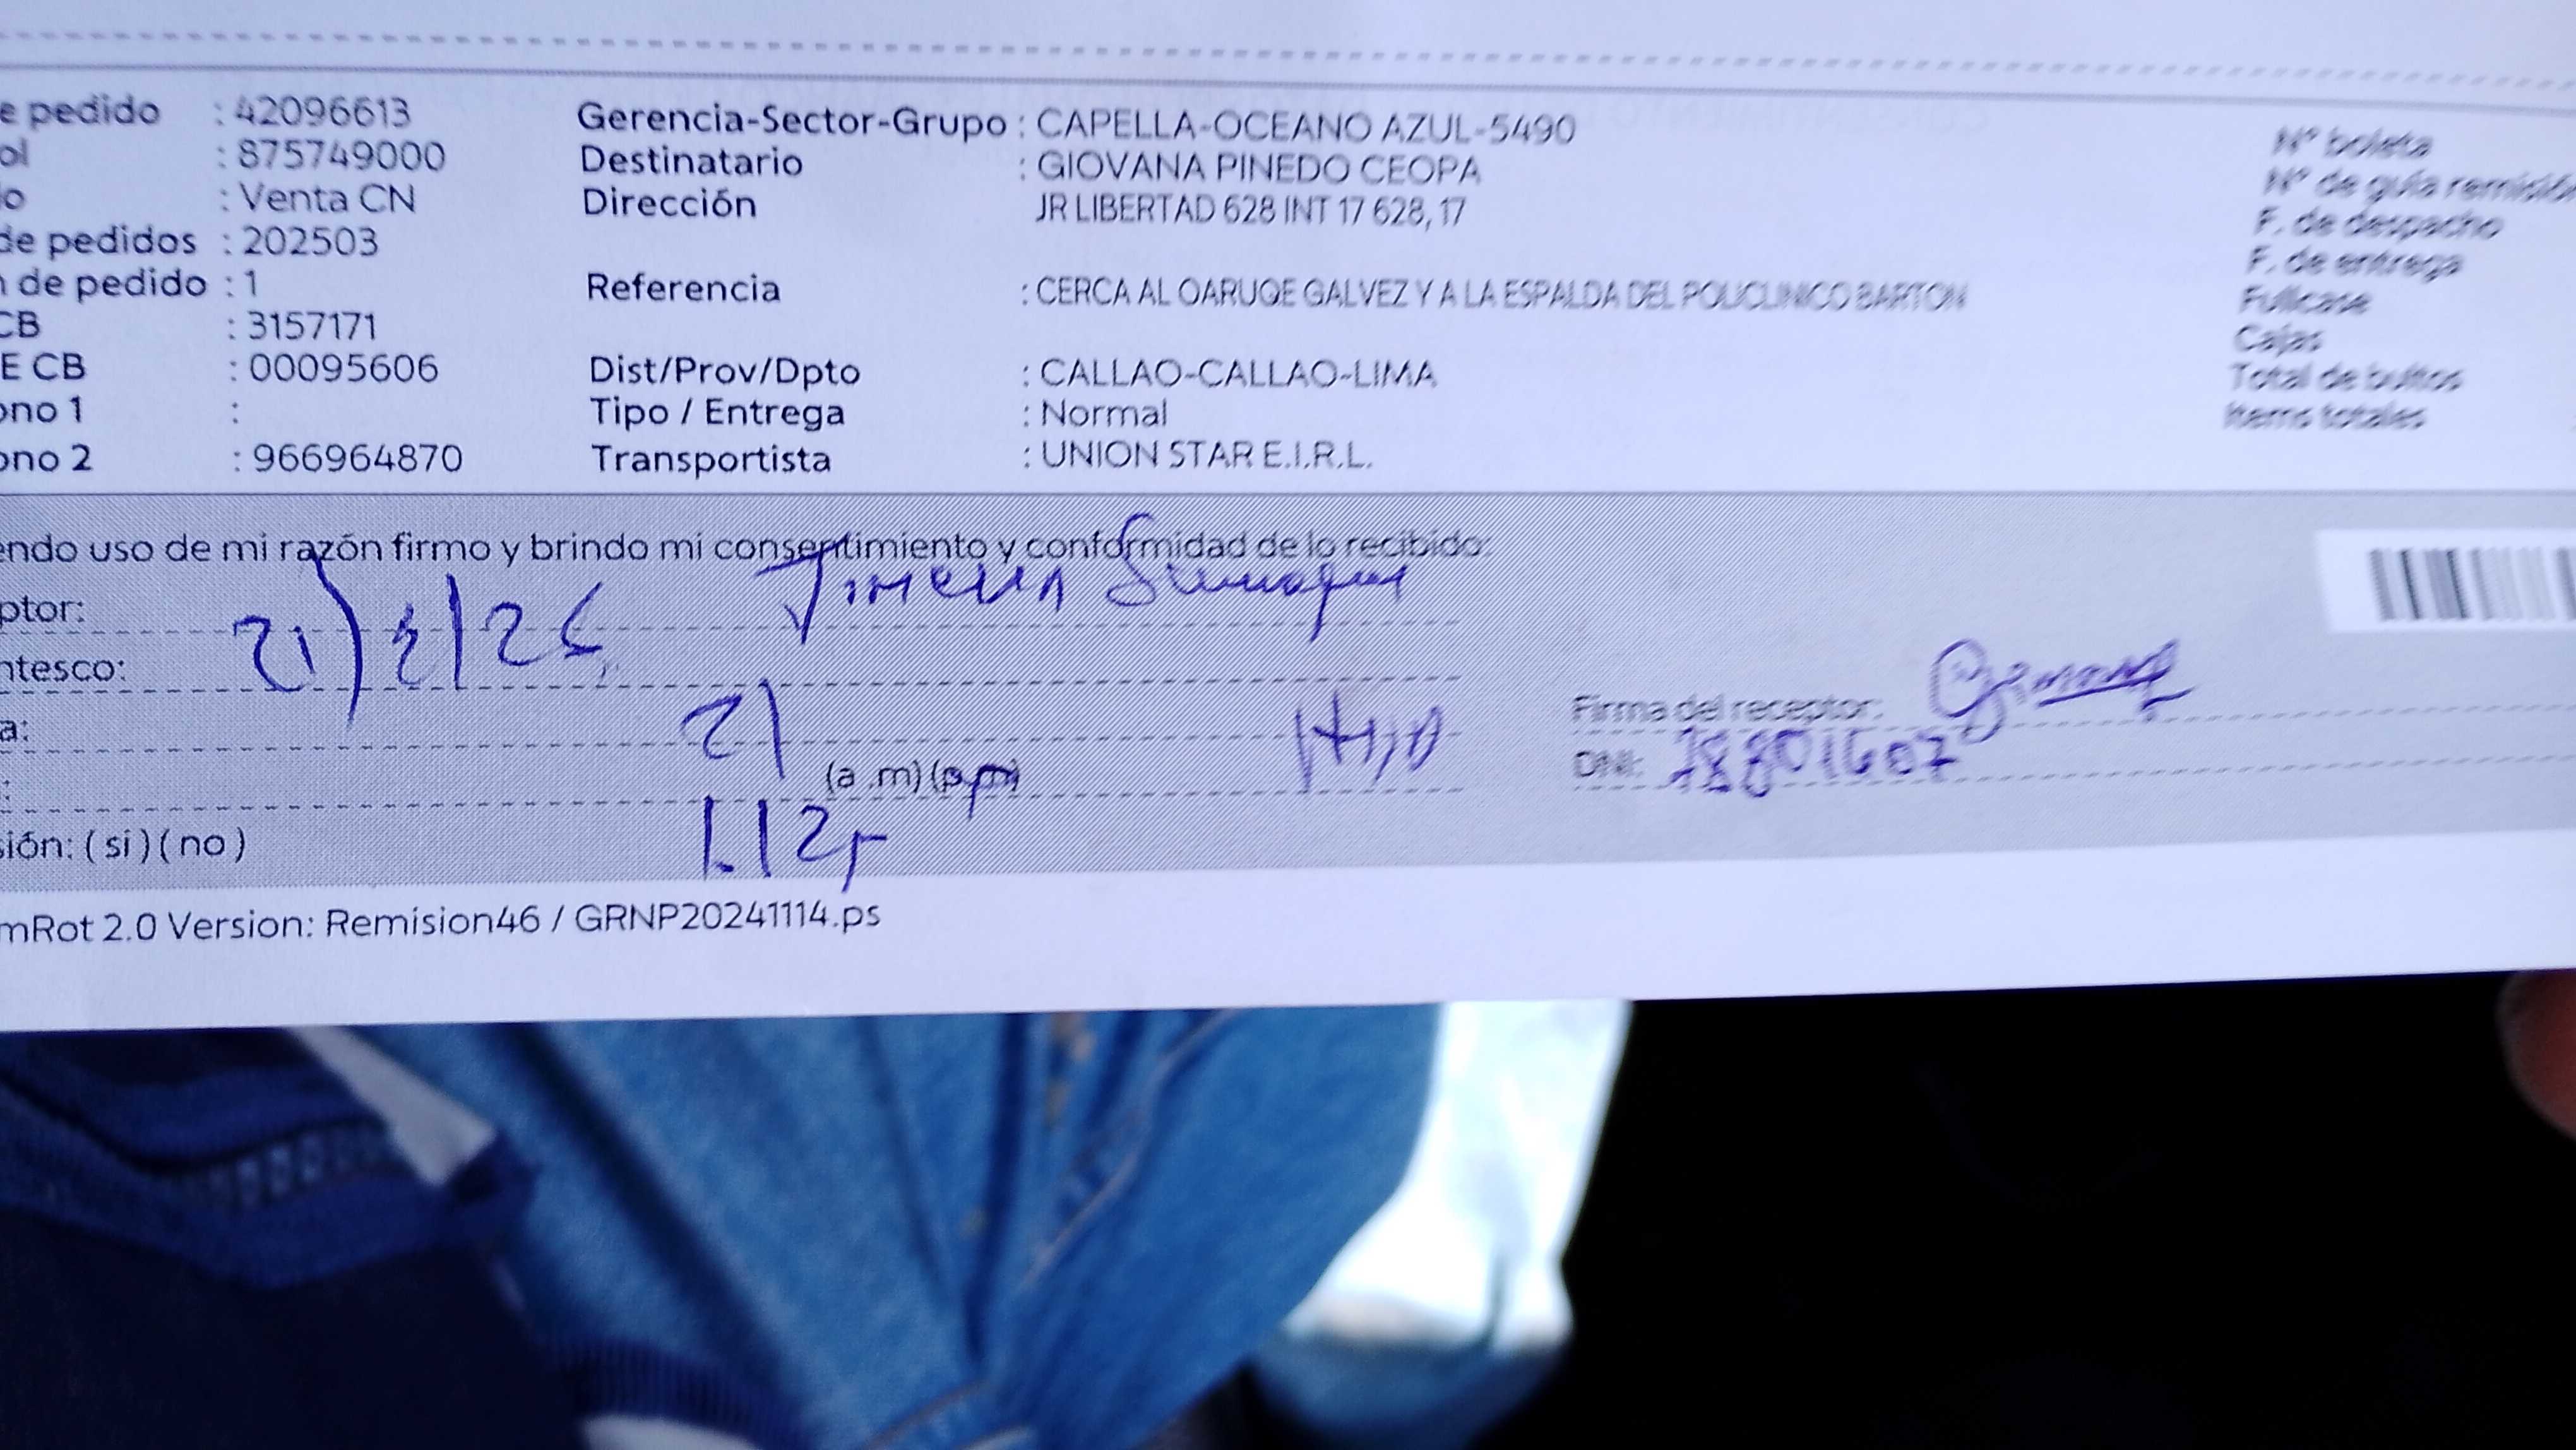 e pedido : 42096613
ol : 875749000
o : Venta CN
de pedidos : 202503
n de pedido : 1
CB : 3157171
E CB : 00095606
ono 1 :
ono 2 : 966964870
Gerencia-Sector-Grupo : CAPELLA-OCEANO AZUL-5490
Destinatario : GIOVANA PINEDO CEOPA
Dirección JR LIBERTAD 628 INT 17 628, 17
Referencia : CERCA AL OARUQE GALVEZ Y A LA ESPALDA DEL POLICLINICO BARTON
Dist/Prov/Dpto : CALLAO-CALLAO-LIMA
Tipo / Entrega : Normal
Transportista : UNION STAR E.I.R.L.
Nº boleta
Nº de guía remisión
F. de despacho
F. de entrega
Fullcase
Cajas
Total de bultos
Items totales
endo uso de mi razón firmo y brindo mi consentimiento y conformidad de lo recibido:
ptor:
ntesco:
a:
: (a .m) (p.m)
Hijo
Firma del receptor:
DNI:
sión: ( si ) ( no )
mRot 2.0 Version: Remision46 / GRNP20241114.ps